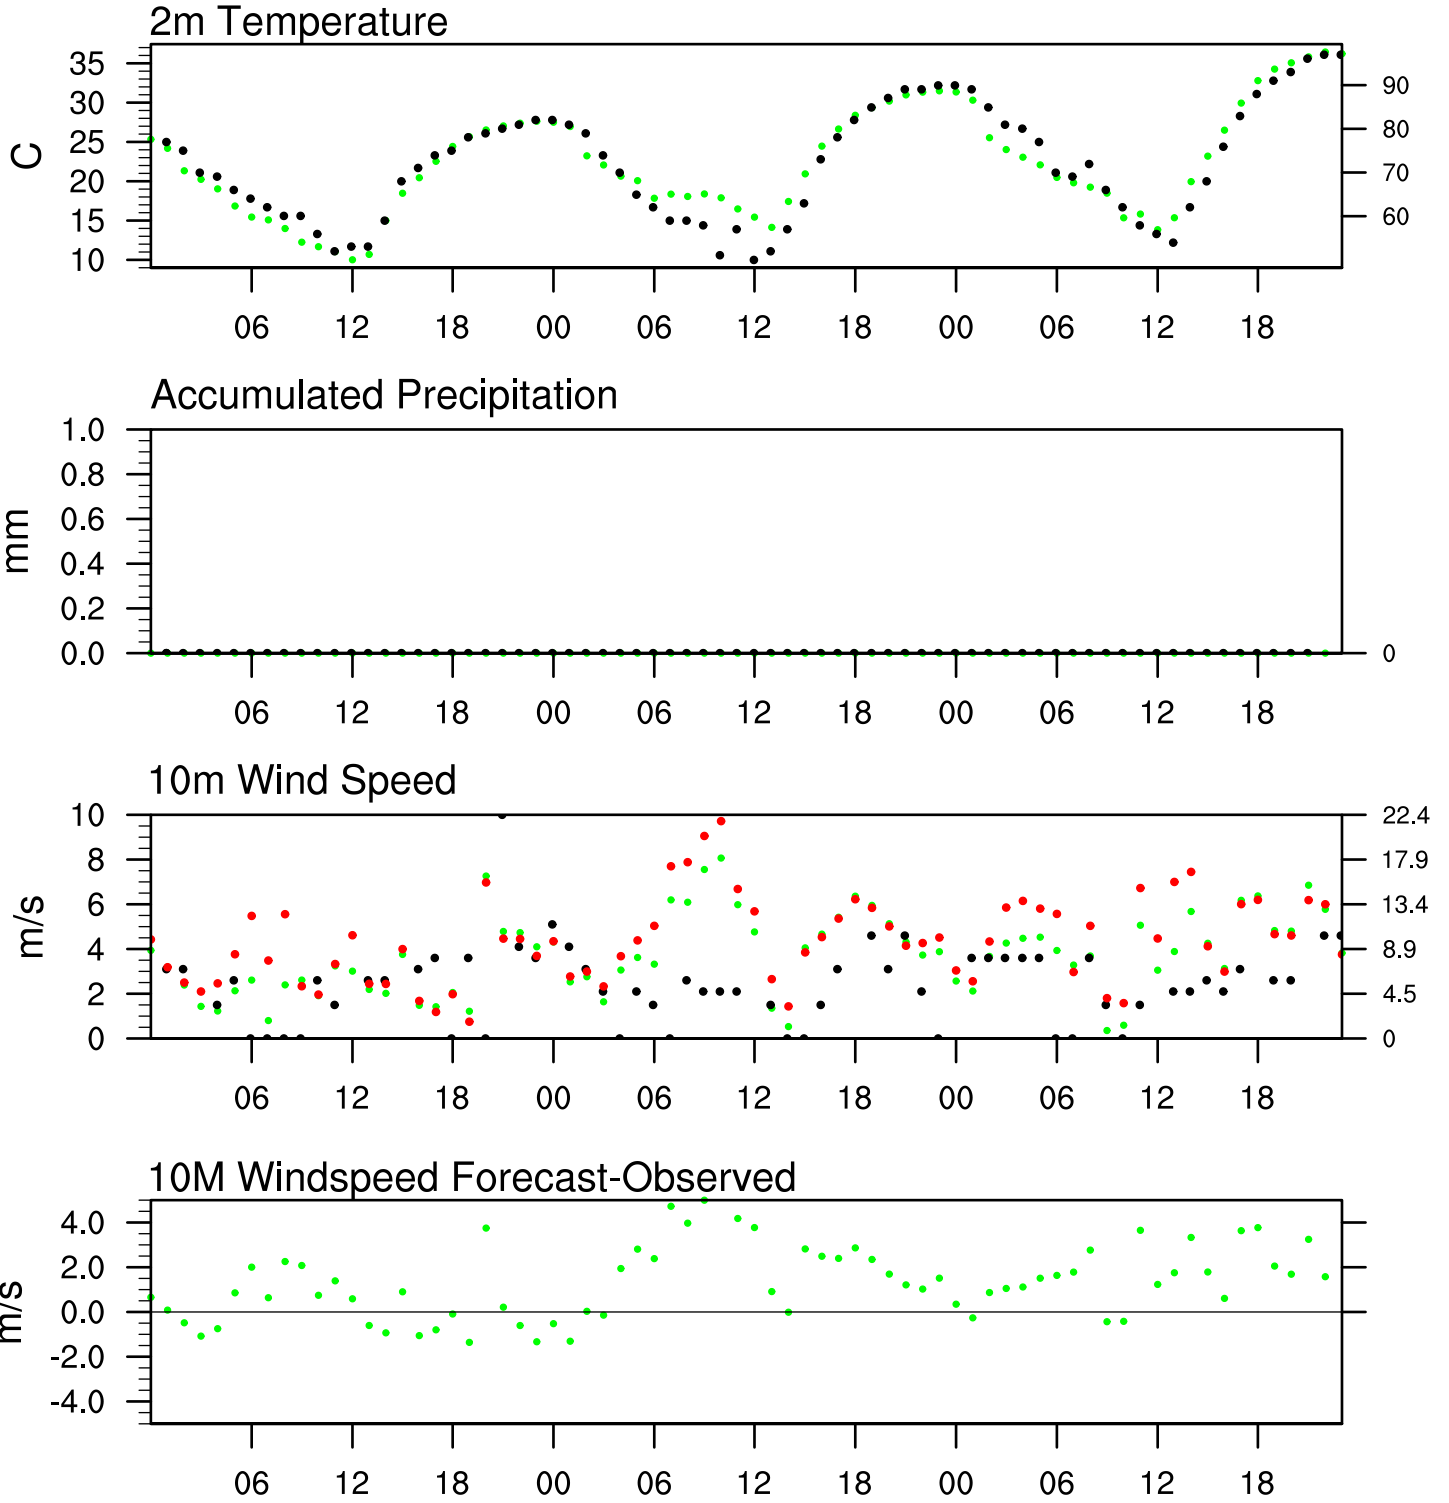 2m Temperature
35
30
25
20
15
10
C
90
80
70
60
06 12 18 00 06 12 18 00 06 12 18
Accumulated Precipitation
1.0
0.8
0.6
0.4
0.2
0.0
mm
0
06 12 18 00 06 12 18 00 06 12 18
10m Wind Speed
10
8
6
4
2
0
m/s
22.4
17.9
13.4
8.9
4.5
0
06 12 18 00 06 12 18 00 06 12 18
10M Windspeed Forecast-Observed
4.0
2.0
0.0
-2.0
-4.0
m/s
06 12 18 00 06 12 18 00 06 12 18